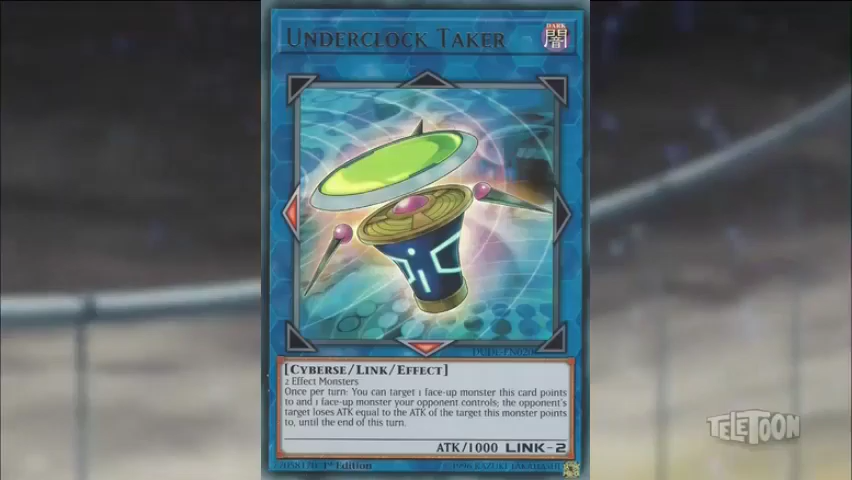 UNDERCLOCK TAKER
DARK
闇
[CYBERSE/LINK/EFFECT]
2 Effect Monsters
Once per turn: You can target 1 face-up monster this card points
to and 1 face-up monster your opponent controls; the opponent's
target loses ATK equal to the ATK of the target this monster points
to, until the end of this turn.
ATK/1000 LINK-2
1st Edition
©1996 KAZUKI TAKAHASHI
TELETOON